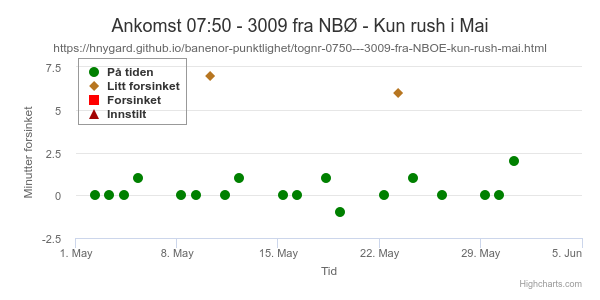 Ankomst 07:50 - 3009 fra NBØ - Kun rush i Mai
https://hnygard.github.io/banenor-punktlighet/tognr-0750---3009-fra-NBOE-kun-rush-mai.html
På tiden
Litt forsinket
Forsinket
Innstilt
Minutter forsinket
7.5
5
2.5
0
-2.5
1. May
8. May
15. May
22. May
29. May
5. Jun
Tid
Highcharts.com